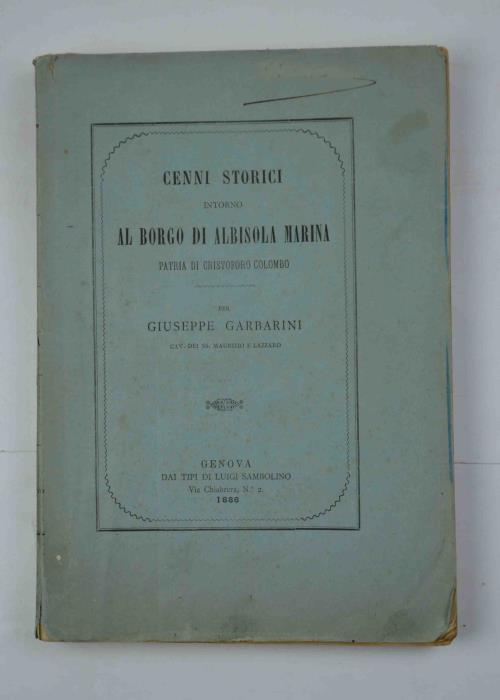 CENNI STORICI
INTORNO
AL BORGO DI ALBISOLA MARINA
PATRIA DI CRISTOFORO COLOMBO
PER
GIUSEPPE GARBARINI
CAV. DEI SS. MAURIZIO E LAZZARO
GENOVA
DAI TIPI DI LUIGI SAMBOLINO
Via Chiabrera, N.° 2.
1886